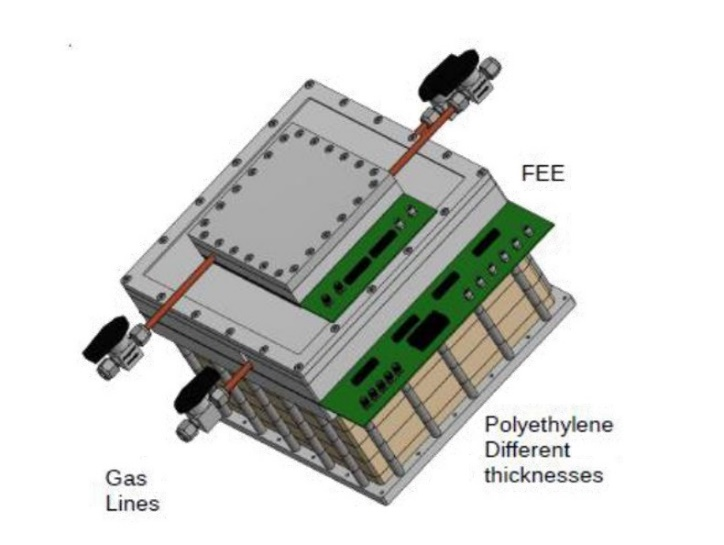 FEE
Polyethylene
Different
thicknesses
Gas
Lines